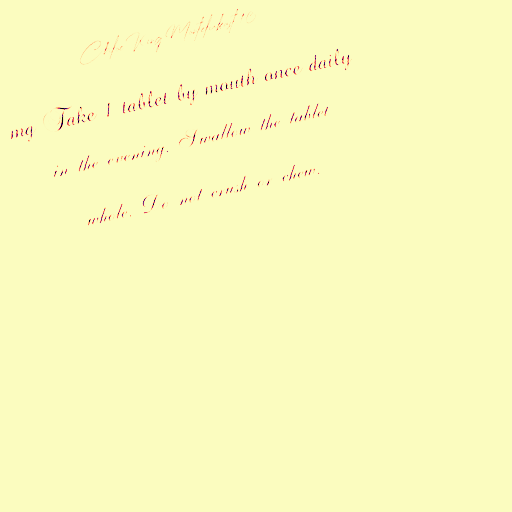 mg Take 1 tablet by mouth once daily
in the evening. Swallow the tablet
whole. Do not crush or chew.